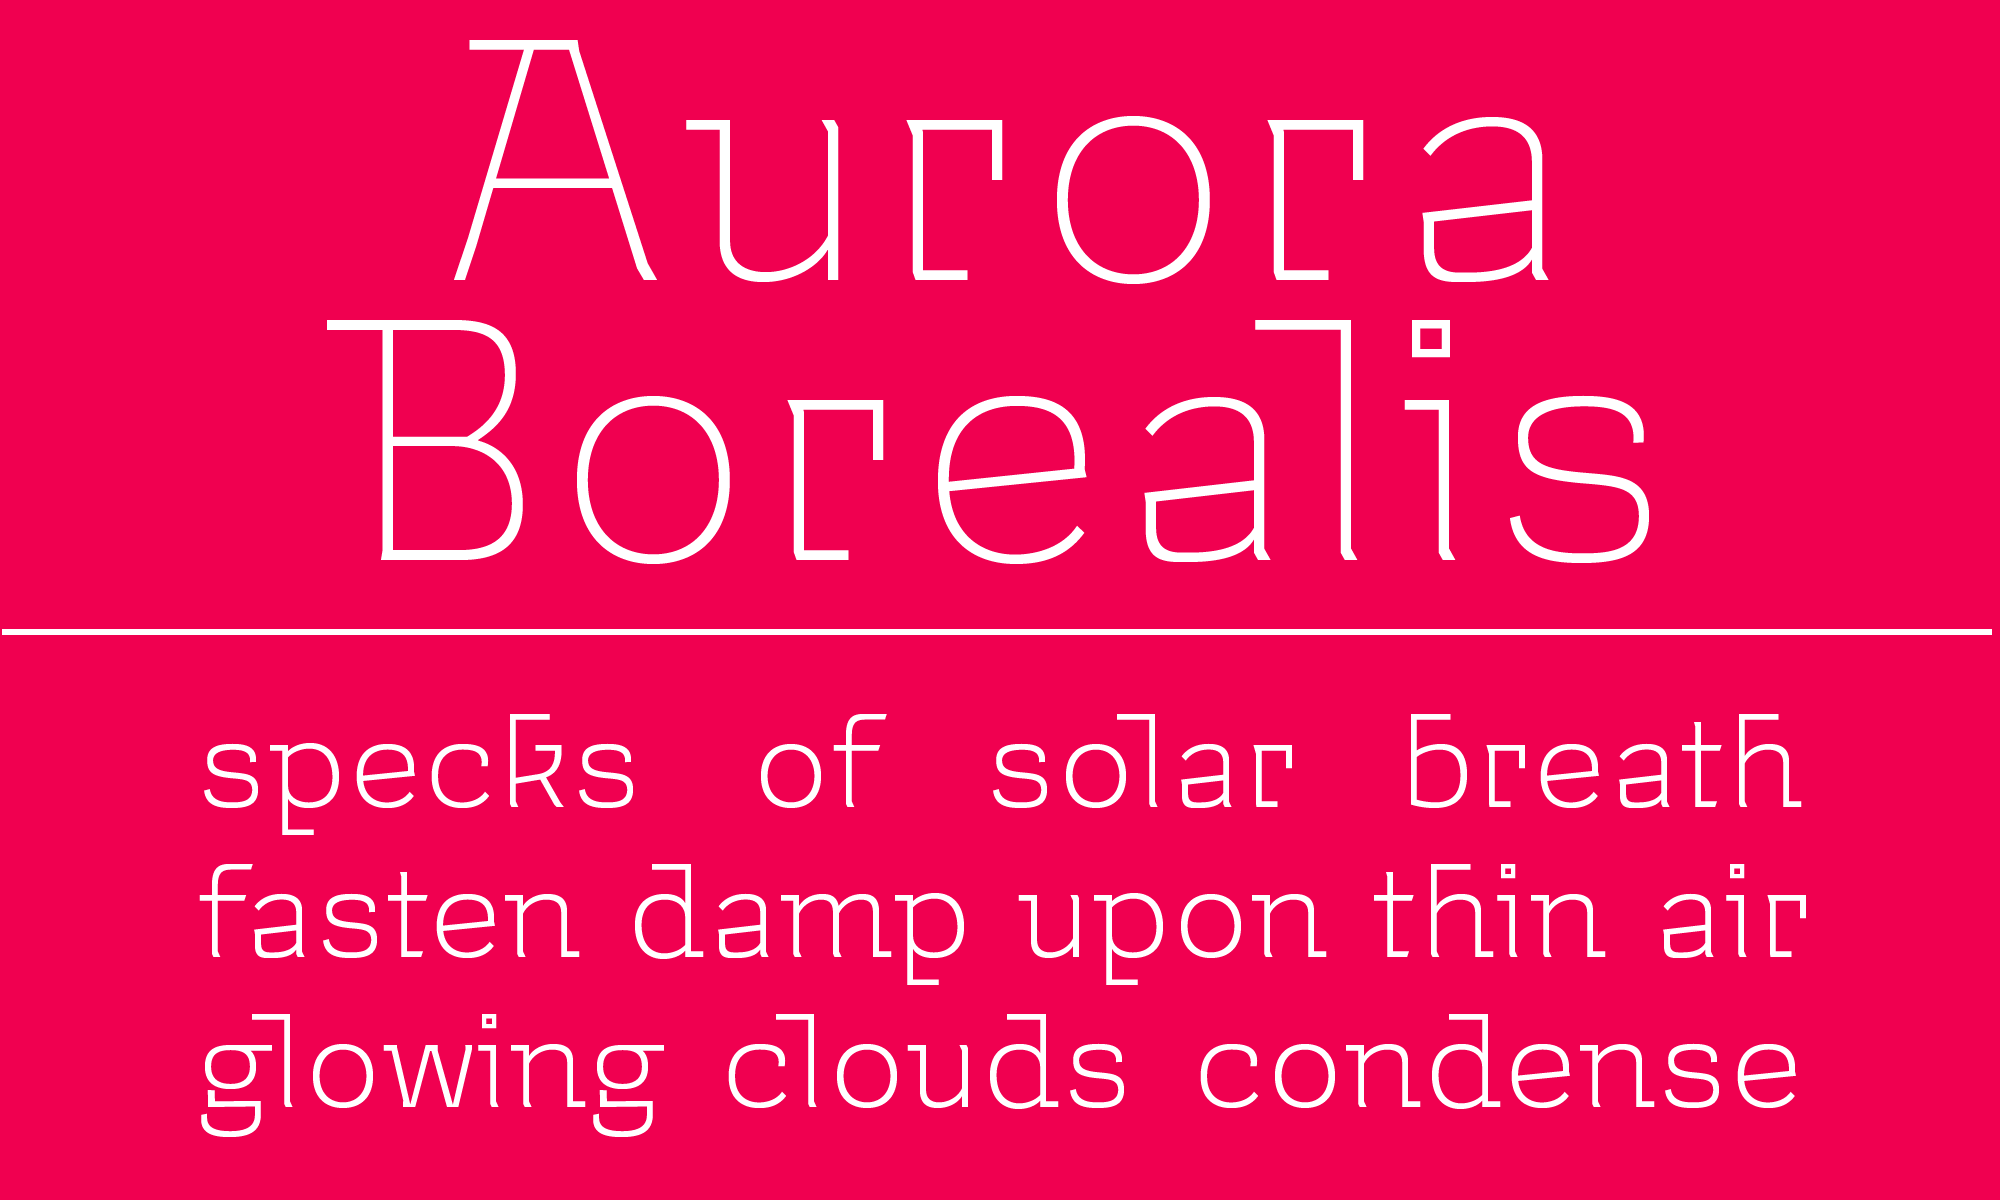 Aurora
Borealis
specks of solar breath
fasten damp upon thin air
glowing clouds condense